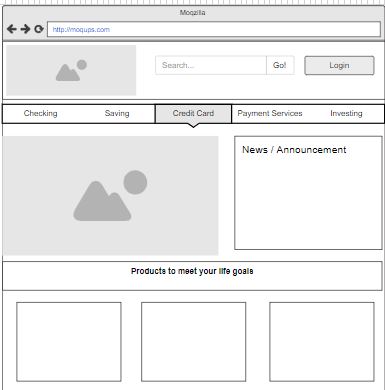 Moqzilla
http://moqups.com
Search... Go! Login
Checking Saving Credit Card Payment Services Investing
News / Announcement
Products to meet your life goals